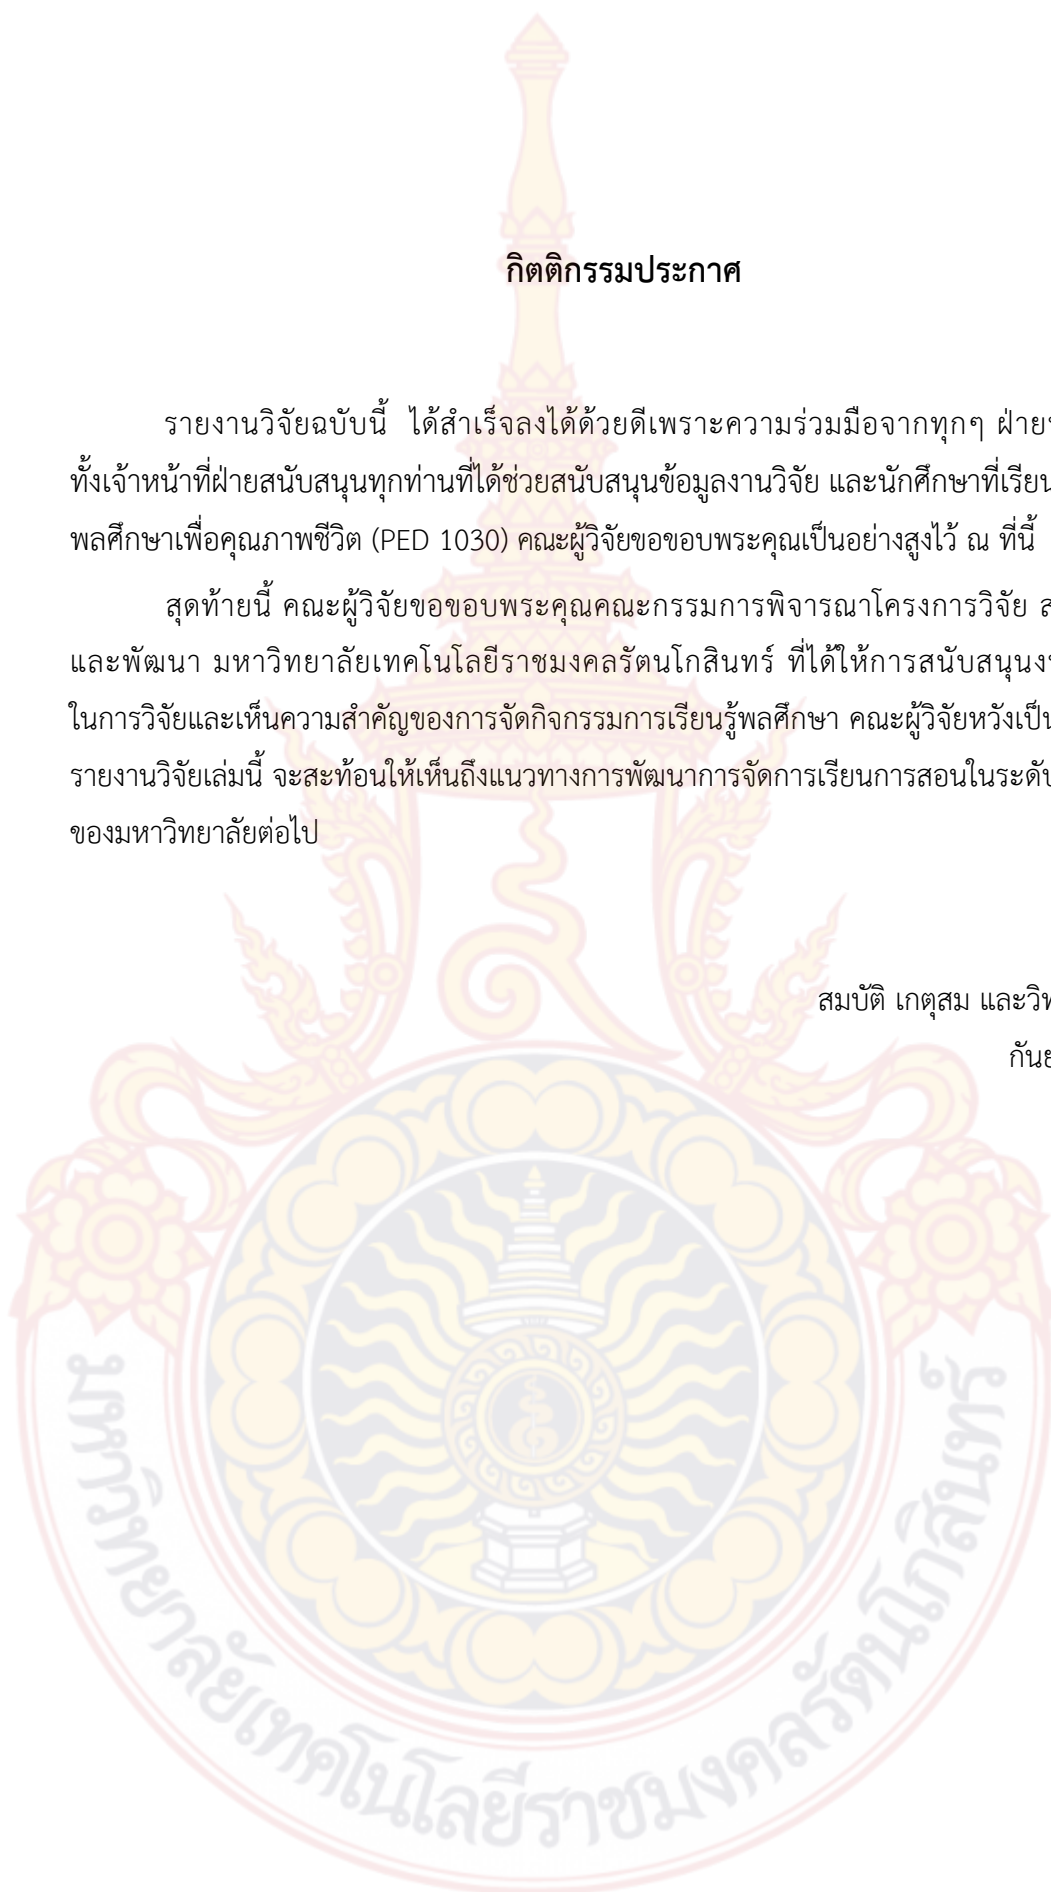 กิตติกรรมประกาศ
รายงานวิจัยฉบับนี้ ได้สำเร็จลงได้ด้วยดีเพราะความร่วมมือจากทุกๆ ฝ่าย
ทั้งเจ้าหน้าที่ฝ่ายสนับสนุนทุกท่านที่ได้ช่วยสนับสนุนข้อมูลงานวิจัย และนักศึกษาที่เรียน
พลศึกษาเพื่อคุณภาพชีวิต (PED 1030) คณะผู้วิจัยขอขอบพระคุณเป็นอย่างสูงไว้ ณ ที่นี้
สุดท้ายนี้ คณะผู้วิจัยขอขอบพระคุณคณะกรรมการพิจารณาโครงการวิจัย
และพัฒนา มหาวิทยาลัยเทคโนโลยีราชมงคลรัตนโกสินทร์ ที่ได้ให้การสนับสนุน
ในการวิจัยและเห็นความสำคัญของการจัดกิจกรรมการเรียนรู้พลศึกษา คณะผู้วิจัยหวังเป็น
รายงานวิจัยเล่มนี้ จะสะท้อนให้เห็นถึงแนวทางการพัฒนาการจัดการเรียนการสอนในระดับ
ของมหาวิทยาลัยต่อไป
สมบัติ เกตุสม และ
มหาวิทยาลัยเทคโนโลยีราชมงคลรัตนโกสินทร์